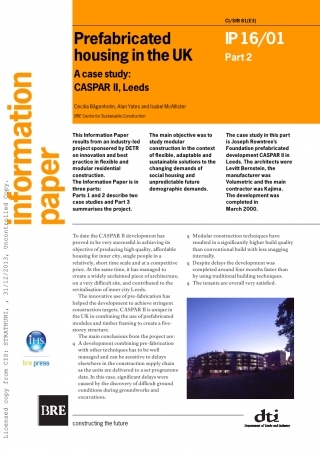 CI/SfB 81(E3)
Prefabricated
housing in the UK
A case study:
CASPAR II, Leeds
IP 16/01
Part 2
Cecilia Bågenholm, Alan Yates and Isabel McAllister
BRE Centre for Sustainable Construction
information
paper
This Information Paper
results from an industry-led
project sponsored by DETR
on innovation and best
practice in flexible and
modular residential
construction.
The Information Paper is in
three parts:
Parts 1 and 2 describe two
case studies and Part 3
summarises the project.
The main objective was to
study modular
construction in the context
of flexible, adaptable and
sustainable solutions to the
changing demands of
social housing and
reproducible future
demographic demands.
The case study in this part
is Joseph Rowntree's
Foundation prefabricated
development CASPAR II in
Leeds. The architects were
Levitt Bernstein, the
manufacturer was
Volumetric and the main
contractor was Kajima.
The development was
completed in
March 2000.
To date the CASPAR II development has
proved to be very successful in achieving its
objective of producing high quality, affordable
housing for inner city, single people in a
relatively, short time scale and at a competitive
price. At the same time, it has managed to
create a widely acclaimed piece of architecture,
on a very difficult site, and contributed to the
revitalisation of inner city Leeds.
The innovative use of pre-fabrication has
helped the development to achieve stringent
construction targets. CASPAR II is unique in
the UK in combining the use of prefabricated
modules and timber framing to create a five-
storey structure.
The main conclusions from the project are:
A development combining pre-fabrication
with other techniques has to be well
managed and can be sensitive to delays
elsewhere in the construction supply chain
as the units are delivered to a set programme
date. In this case, significant delays were
caused by the discovery of difficult ground
conditions during groundworks and
excavations.
Modular construction techniques have
resulted in a significantly higher build quality
than conventional build with less snagging
internally.
Despite delays the development was
completed around four months faster than
by using traditional building techniques.
The tenants are overall very satisfied.
Licensed copy from CIS: STRATHUNI, , 31/12/2013, Uncontrolled Copy.
IHS
bre press
BRE
constructing the future
dti
Department of Trade and Industry